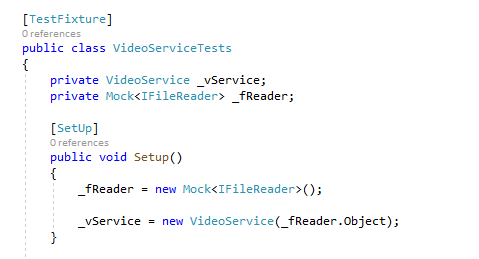 [TestFixture]
0 references
public class VideoServiceTests
{
private VideoService _vService;
private Mock<IFileReader> _fReader;
[SetUp]
0 references
public void Setup()
{
_fReader = new Mock<IFileReader>();
_vService = new VideoService(_fReader.Object);
}